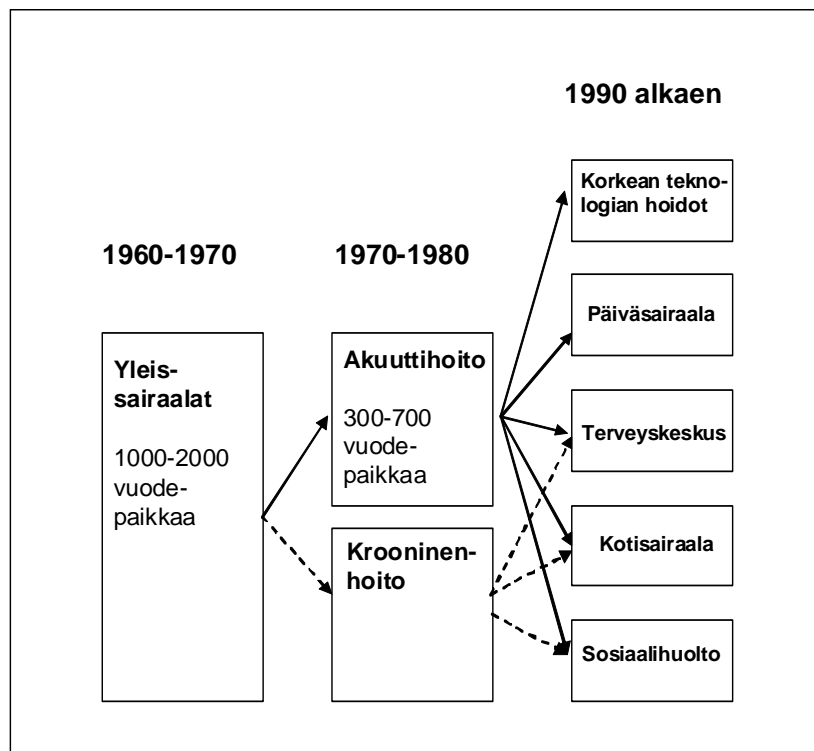 1960-1970
Yleis-
sairaalat
1000-2000
vuode-
paikkaa
1970-1980
Akuuttihoito
300-700
vuode-
paikkaa
Krooninen-
hoito
1990 alkaen
Korkean tekno-
logian hoidot
Päiväsairaala
Terveyskeskus
Kotisairaala
Sosiaalihuolto